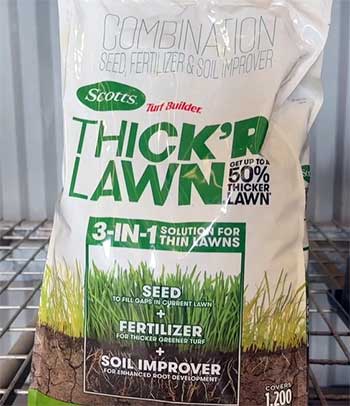 COMBINATION
SEED, FERTILIZER & SOIL IMPROVER
Scotts
Turf Builder
THICK'R
LAWN
GET UP TO A
50%
THICKER
LAWN
3-IN-1 SOLUTION FOR
THIN LAWNS
SEED
TO FILL GAPS IN CURRENT LAWN
+
FERTILIZER
FOR THICKER GREENER TURF
+
SOIL IMPROVER
FOR ENHANCED ROOT DEVELOPMENT
COVERS
1,200